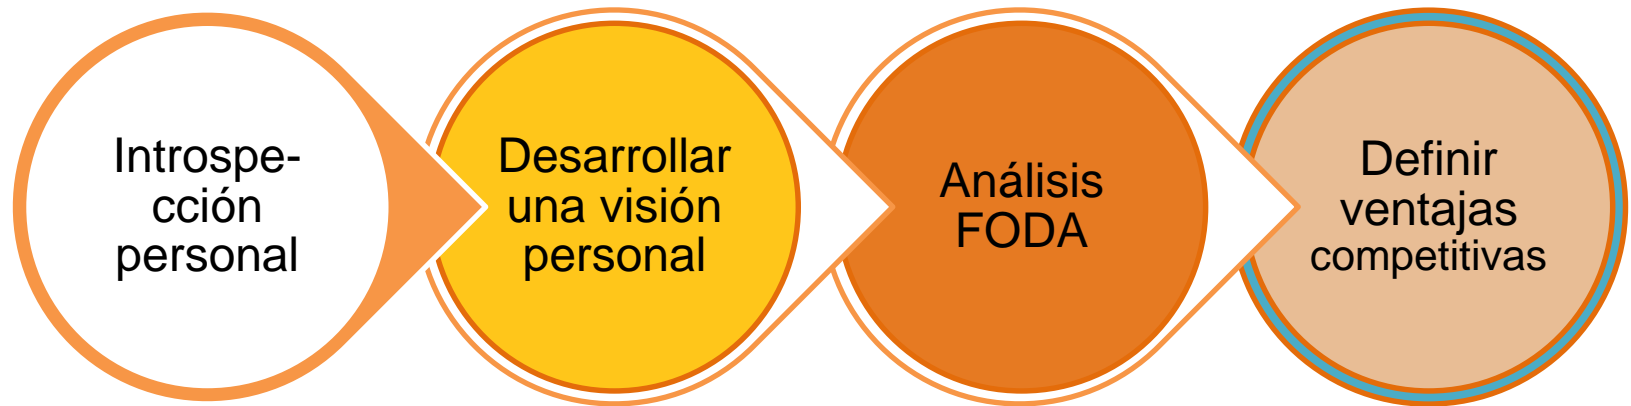 Introspe-
cción
personal
Desarrollar
una visión
personal
Análisis
FODA
Definir
ventajas
competitivas